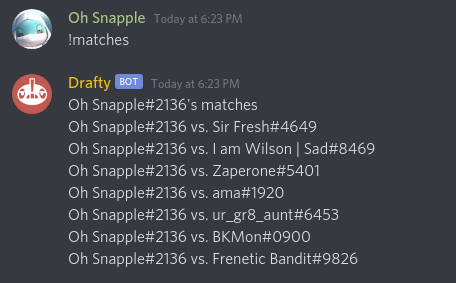 Oh Snapple Today at 6:23 PM
!matches
Drafty BOT Today at 6:23 PM
Oh Snapple#2136's matches
Oh Snapple#2136 vs. Sir Fresh#4649
Oh Snapple#2136 vs. I am Wilson | Sad#8469
Oh Snapple#2136 vs. Zaperone#5401
Oh Snapple#2136 vs. ama#1920
Oh Snapple#2136 vs. ur_gr8_aunt#6453
Oh Snapple#2136 vs. BKMon#0900
Oh Snapple#2136 vs. Frenetic Bandit#9826